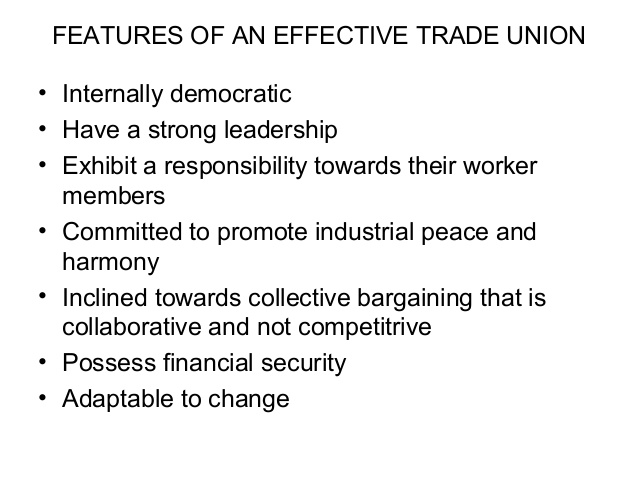 FEATURES OF AN EFFECTIVE TRADE UNION
• Internally democratic
• Have a strong leadership
• Exhibit a responsibility towards their worker
members
• Committed to promote industrial peace and
harmony
• Inclined towards collective bargaining that is
collaborative and not competitrive
• Possess financial security
• Adaptable to change